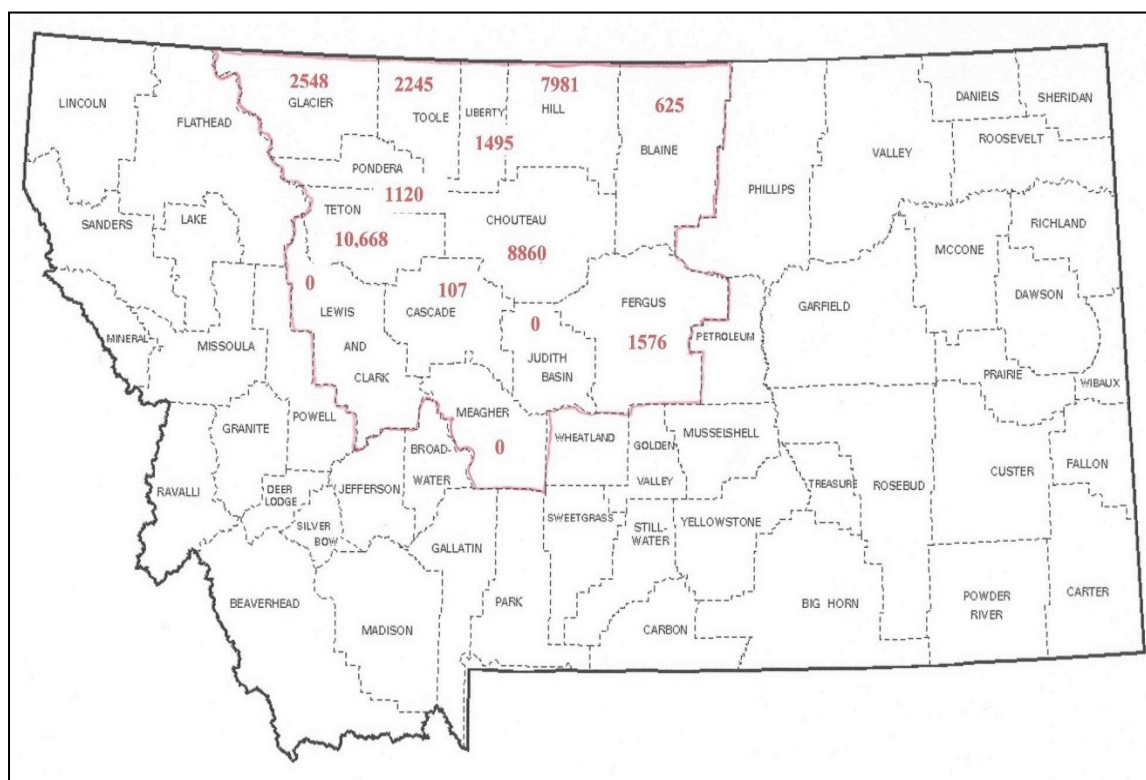 2548
2245
7981
625
LINCOLN
GLACIER
TOOLE
LIBERTY
HILL
DANIELS
SHERIDAN
FLATHEAD
1495
BLAINE
ROOSEVELT
PONDERA
VALLEY
1120
PHILLIPS
SANDERS
LAKE
TETON
CHOUTEAU
RICHLAND
10,668
8860
MCCONE
0
107
FERGUS
GARFIELD
DAWSON
LEWIS
AND
CLARK
CASCADE
0
1576
MINERAL
MISSOULA
JUDITH
BASIN
PETROLEUM
PRAIRIE
WIBAUX
POWELL
MEAGHER
GRANITE
0
WHEATLAND
GOLDEN
VALLEY
MUSSELSHELL
BROAD-
WATER
RAVALLI
DEER
LODGE
JEFFERSON
TREASURE
ROSEBUD
CUSTER
FALLON
SILVER
BOW
SWEETGRASS
STILL-
WATER
YELLOWSTONE
GALLATIN
BEAVERHEAD
PARK
BIG HORN
POWDER
RIVER
CARTER
MADISON
CARBON